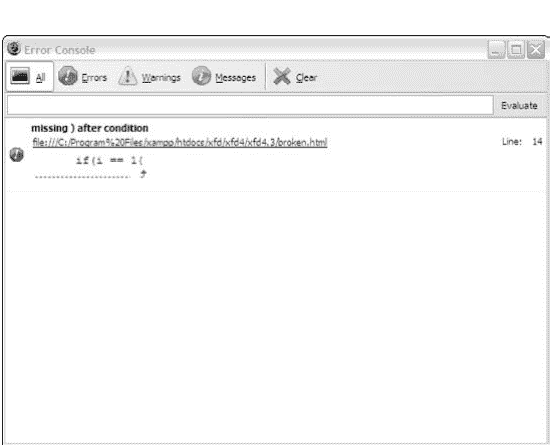 Error Console
All Errors Warnings Messages Clear
Evaluate
missing ) after condition
file:///C:/Program%20Files/xampp/htdocs/xfd/xfd4/xfd4.3/broken.html Line: 14
if(i == 1{